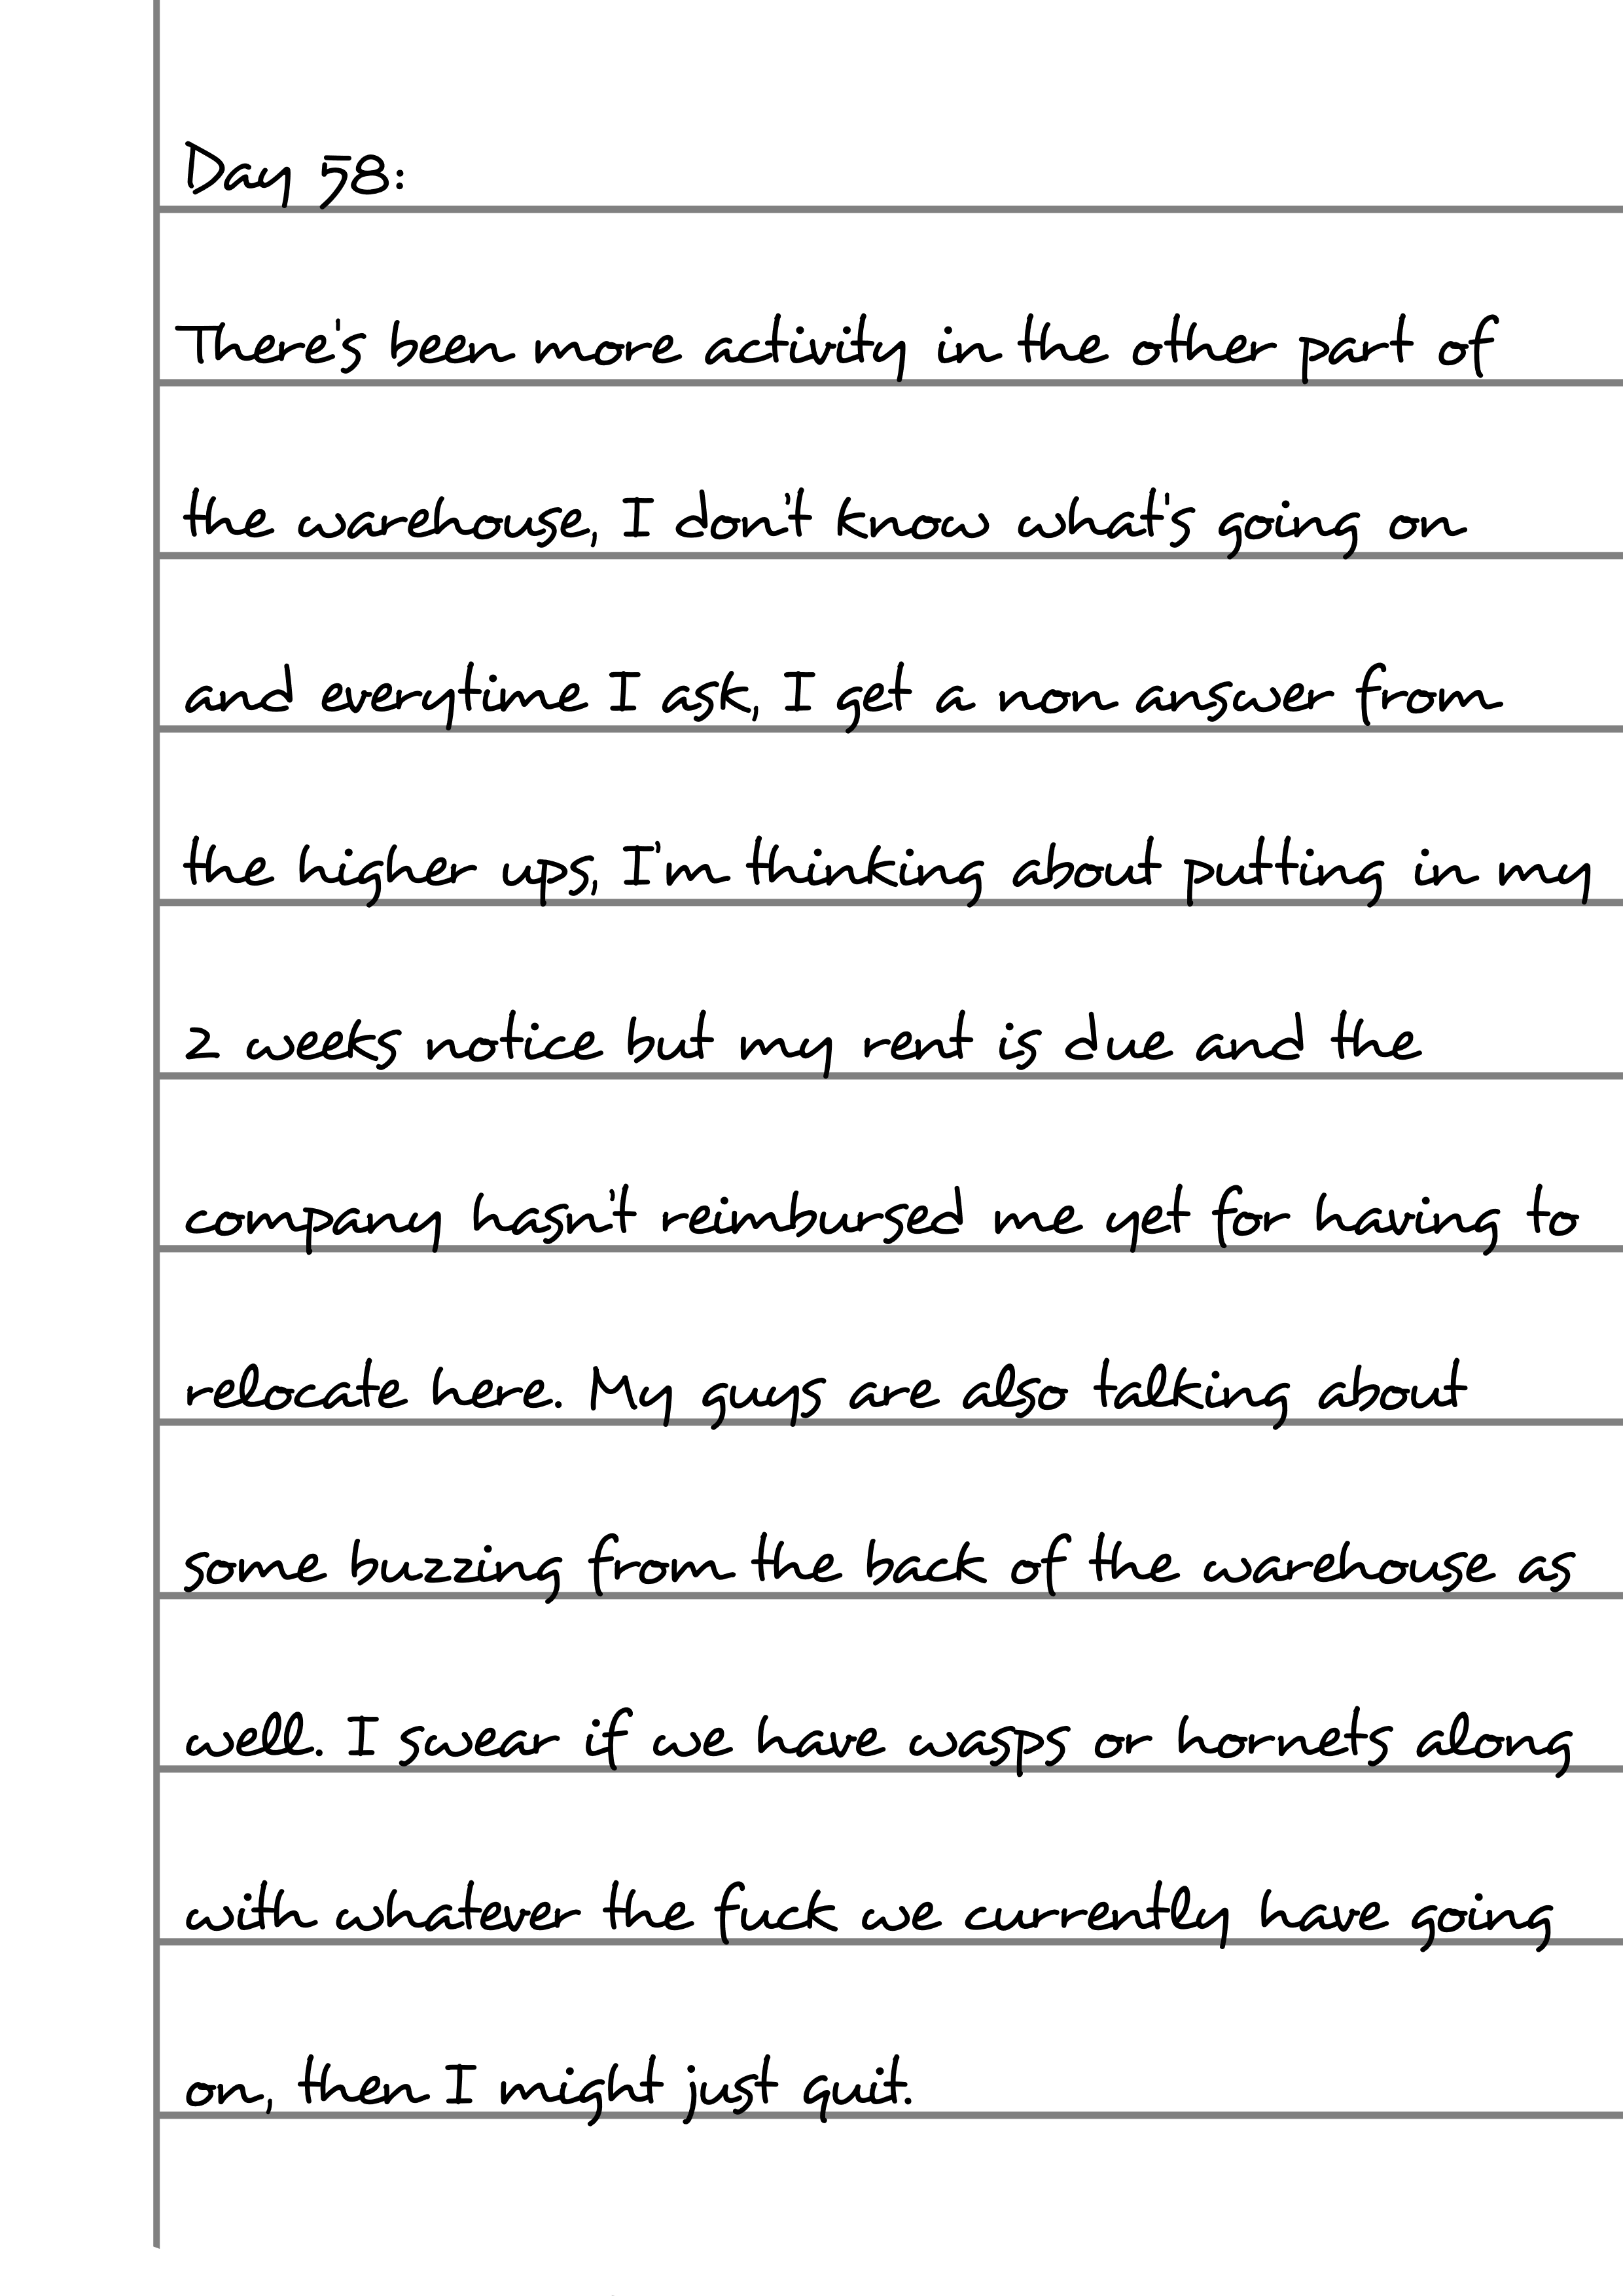 Day 58:
There's been more activity in the other part of
the warehouse, I don't know what's going on
and everytime I ask, I get a non answer from
the higher ups, I'm thinking about putting in my
2 weeks notice but my rent is due and the
company hasn't reimbursed me yet for having to
relocate here. My guys are also talking about
some buzzing from the back of the warehouse as
well. I swear if we have wasps or hornets along
with whatever the fuck we currently have going
on, then I might just quit.